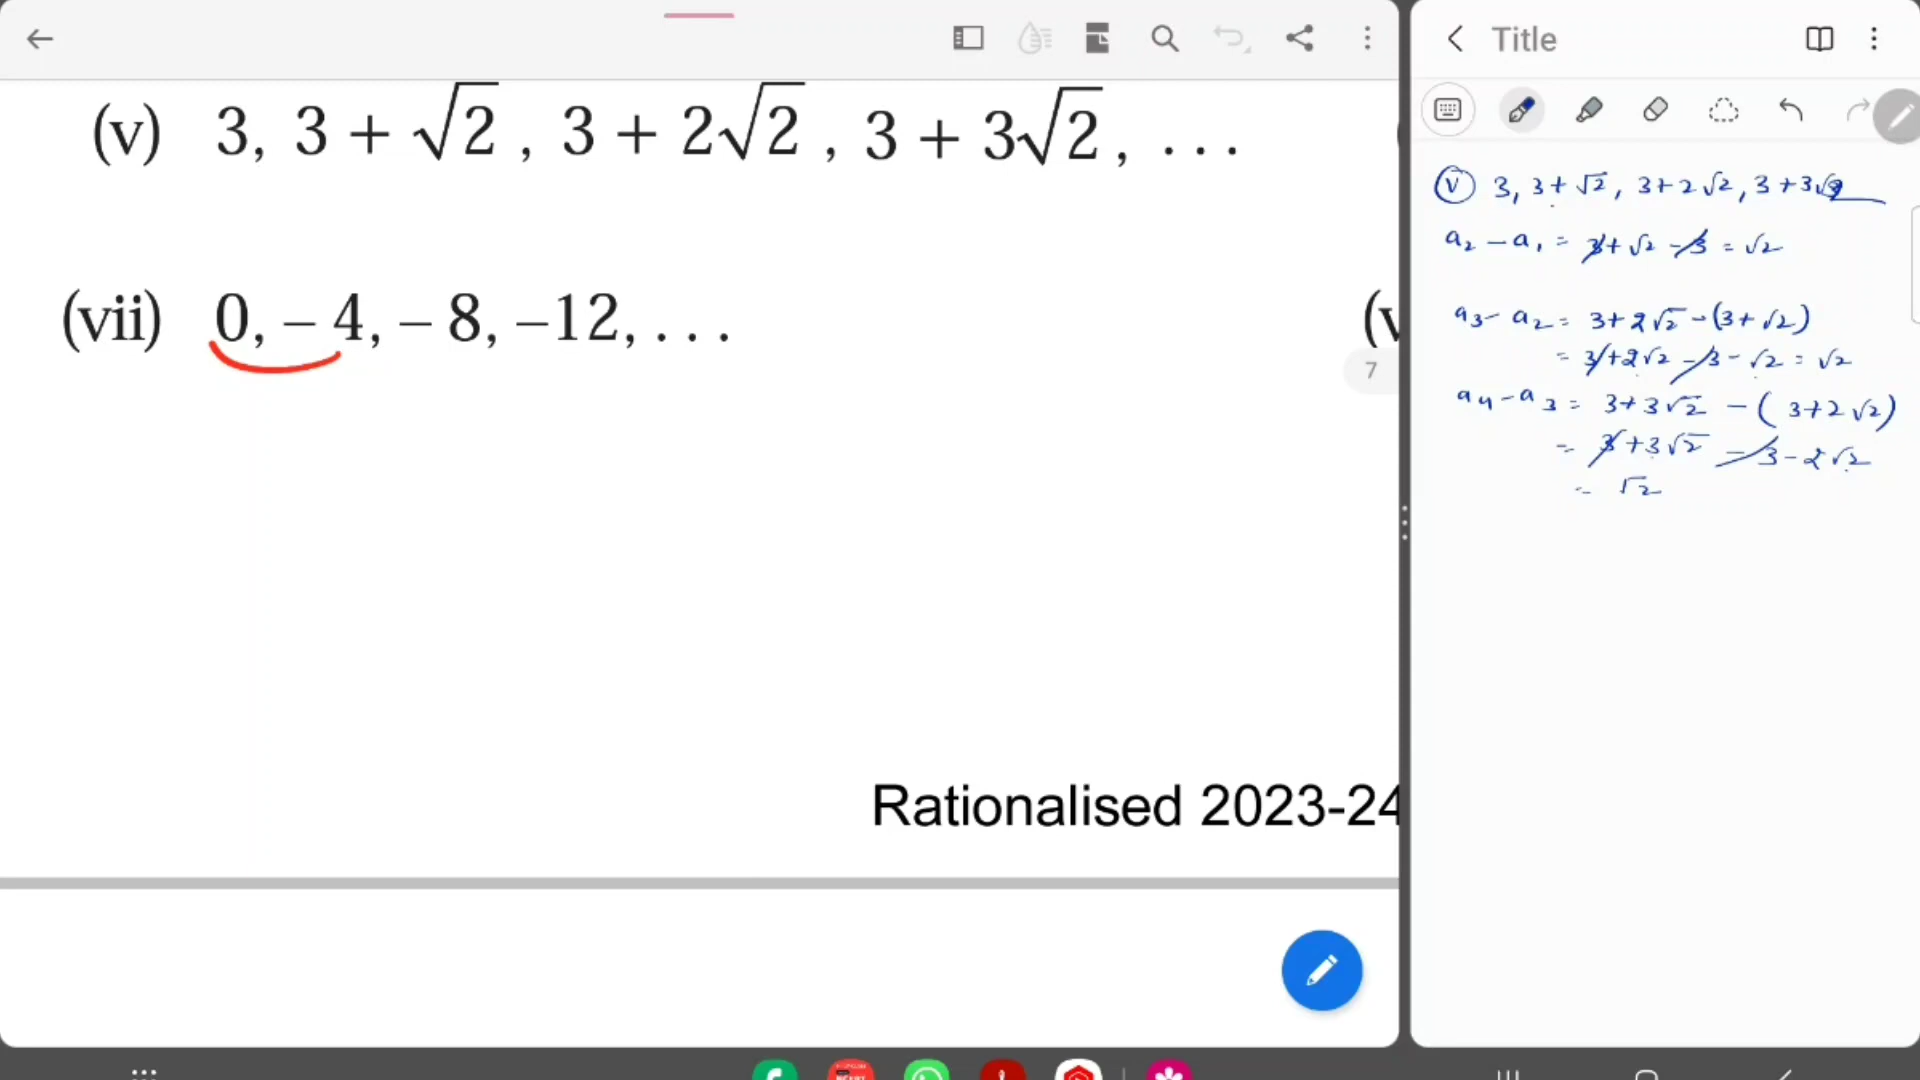 Title
(v) 3, 3 + √2 , 3 + 2√2 , 3 + 3√2, . . .
(vii) 0, – 4, – 8, –12, . . .
(v
7
Rationalised 2023-24
(v) 3, 3 + √2, 3+2√2, 3+3√2
a₂ - a₁ = 3+√2 -3 = √2
a₃ - a₂ = 3+2√2 - (3+√2)
= 3+2√2 - 3 - √2 = √2
a₄ - a₃ = 3+3√2 - (3+2√2)
= 3+3√2 - 3 - 2√2
= √2